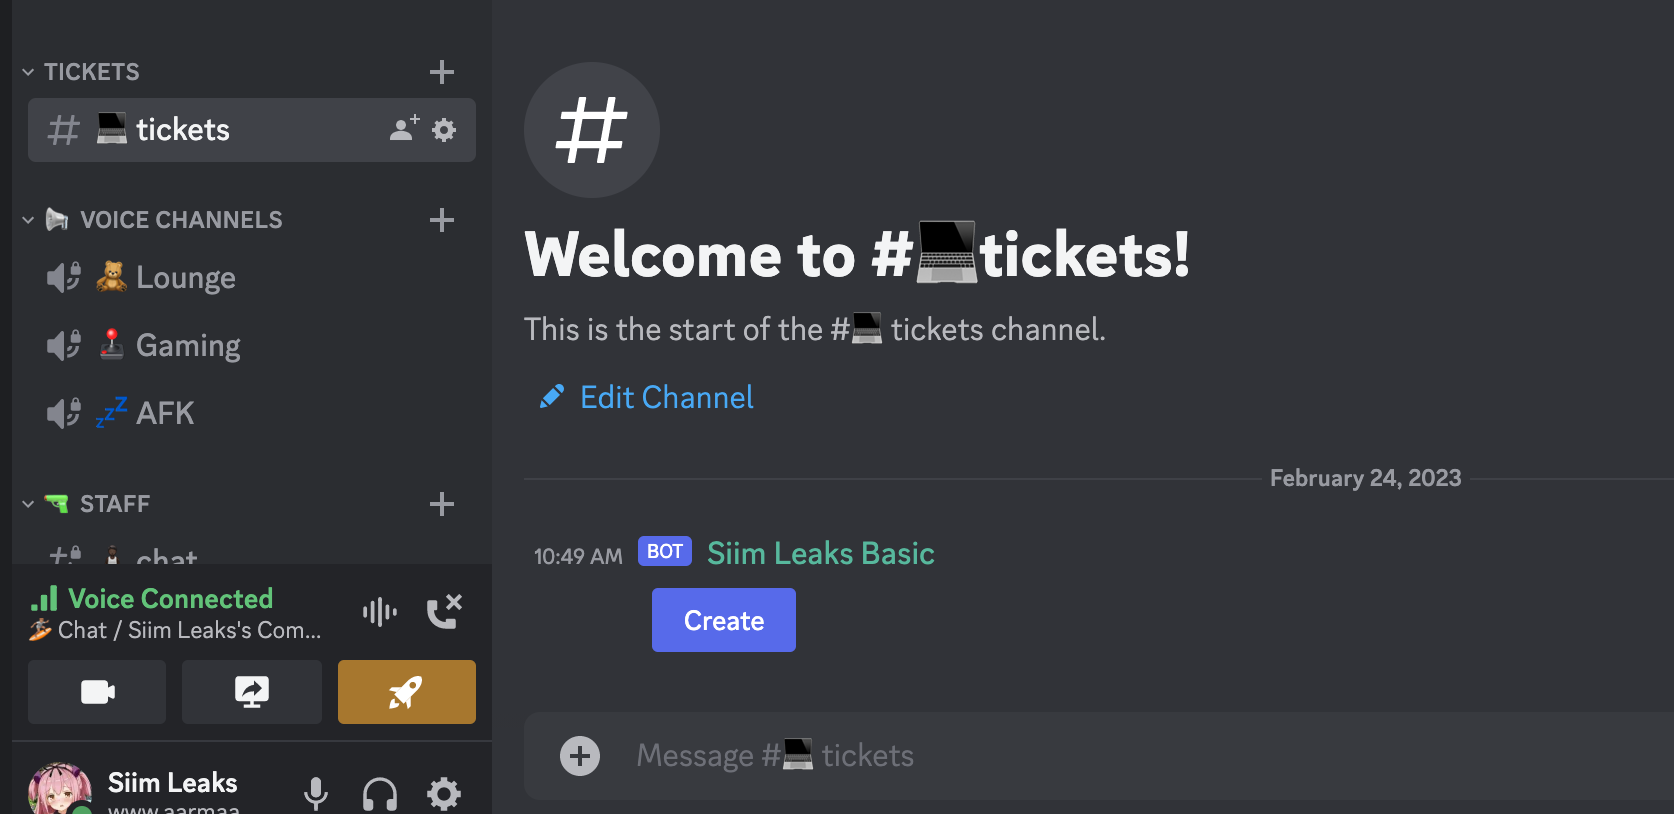 TICKETS
# 💻 tickets
VOICE CHANNELS
Lounge
Gaming
AFK
STAFF
chat
Voice Connected
Chat / Siim Leaks's Com...
Siim Leaks
www.aarmaa
#
Welcome to #💻tickets!
This is the start of the #💻 tickets channel.
Edit Channel
February 24, 2023
10:49 AM BOT Siim Leaks Basic
Create
Message #💻 tickets